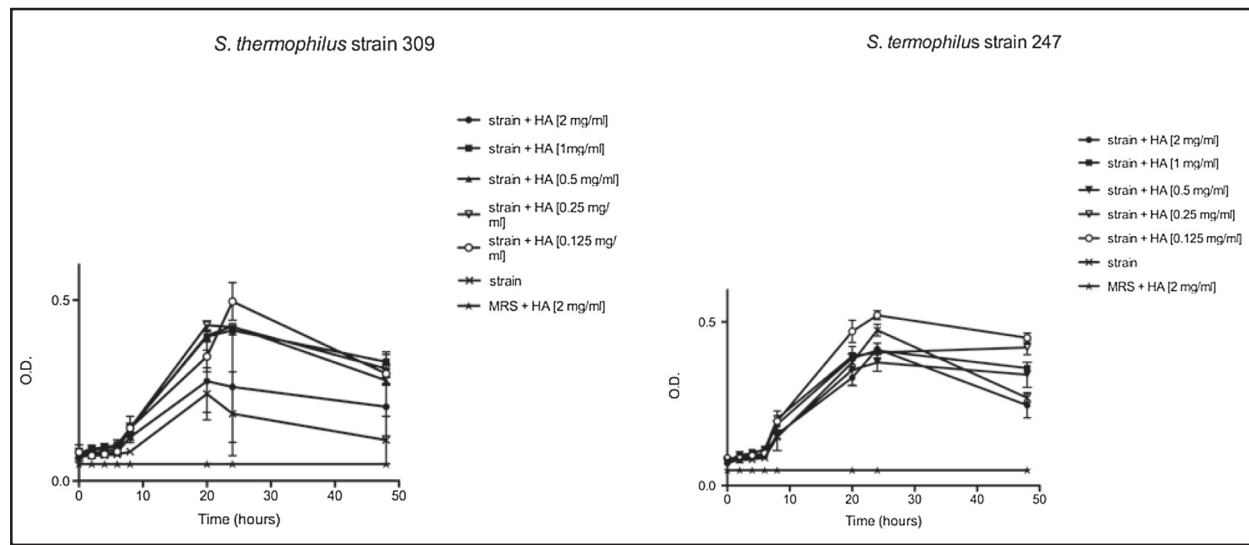 S. thermophilus strain 309
strain + HA [2 mg/ml]
strain + HA [1mg/ml]
strain + HA [0.5 mg/ml]
strain + HA [0.25 mg/
ml]
strain + HA [0.125 mg/
ml]
strain
MRS + HA [2 mg/ml]
0.5
0.0
O.D.
0
10
20
30
40
50
Time (hours)
S. termophilus strain 247
strain + HA [2 mg/ml]
strain + HA [1 mg/ml]
strain + HA [0.5 mg/ml]
strain + HA [0.25 mg/ml]
strain + HA [0.125 mg/ml]
strain
MRS + HA [2 mg/ml]
0.5
0.0
O.D.
0
10
20
30
40
50
Time (hours)